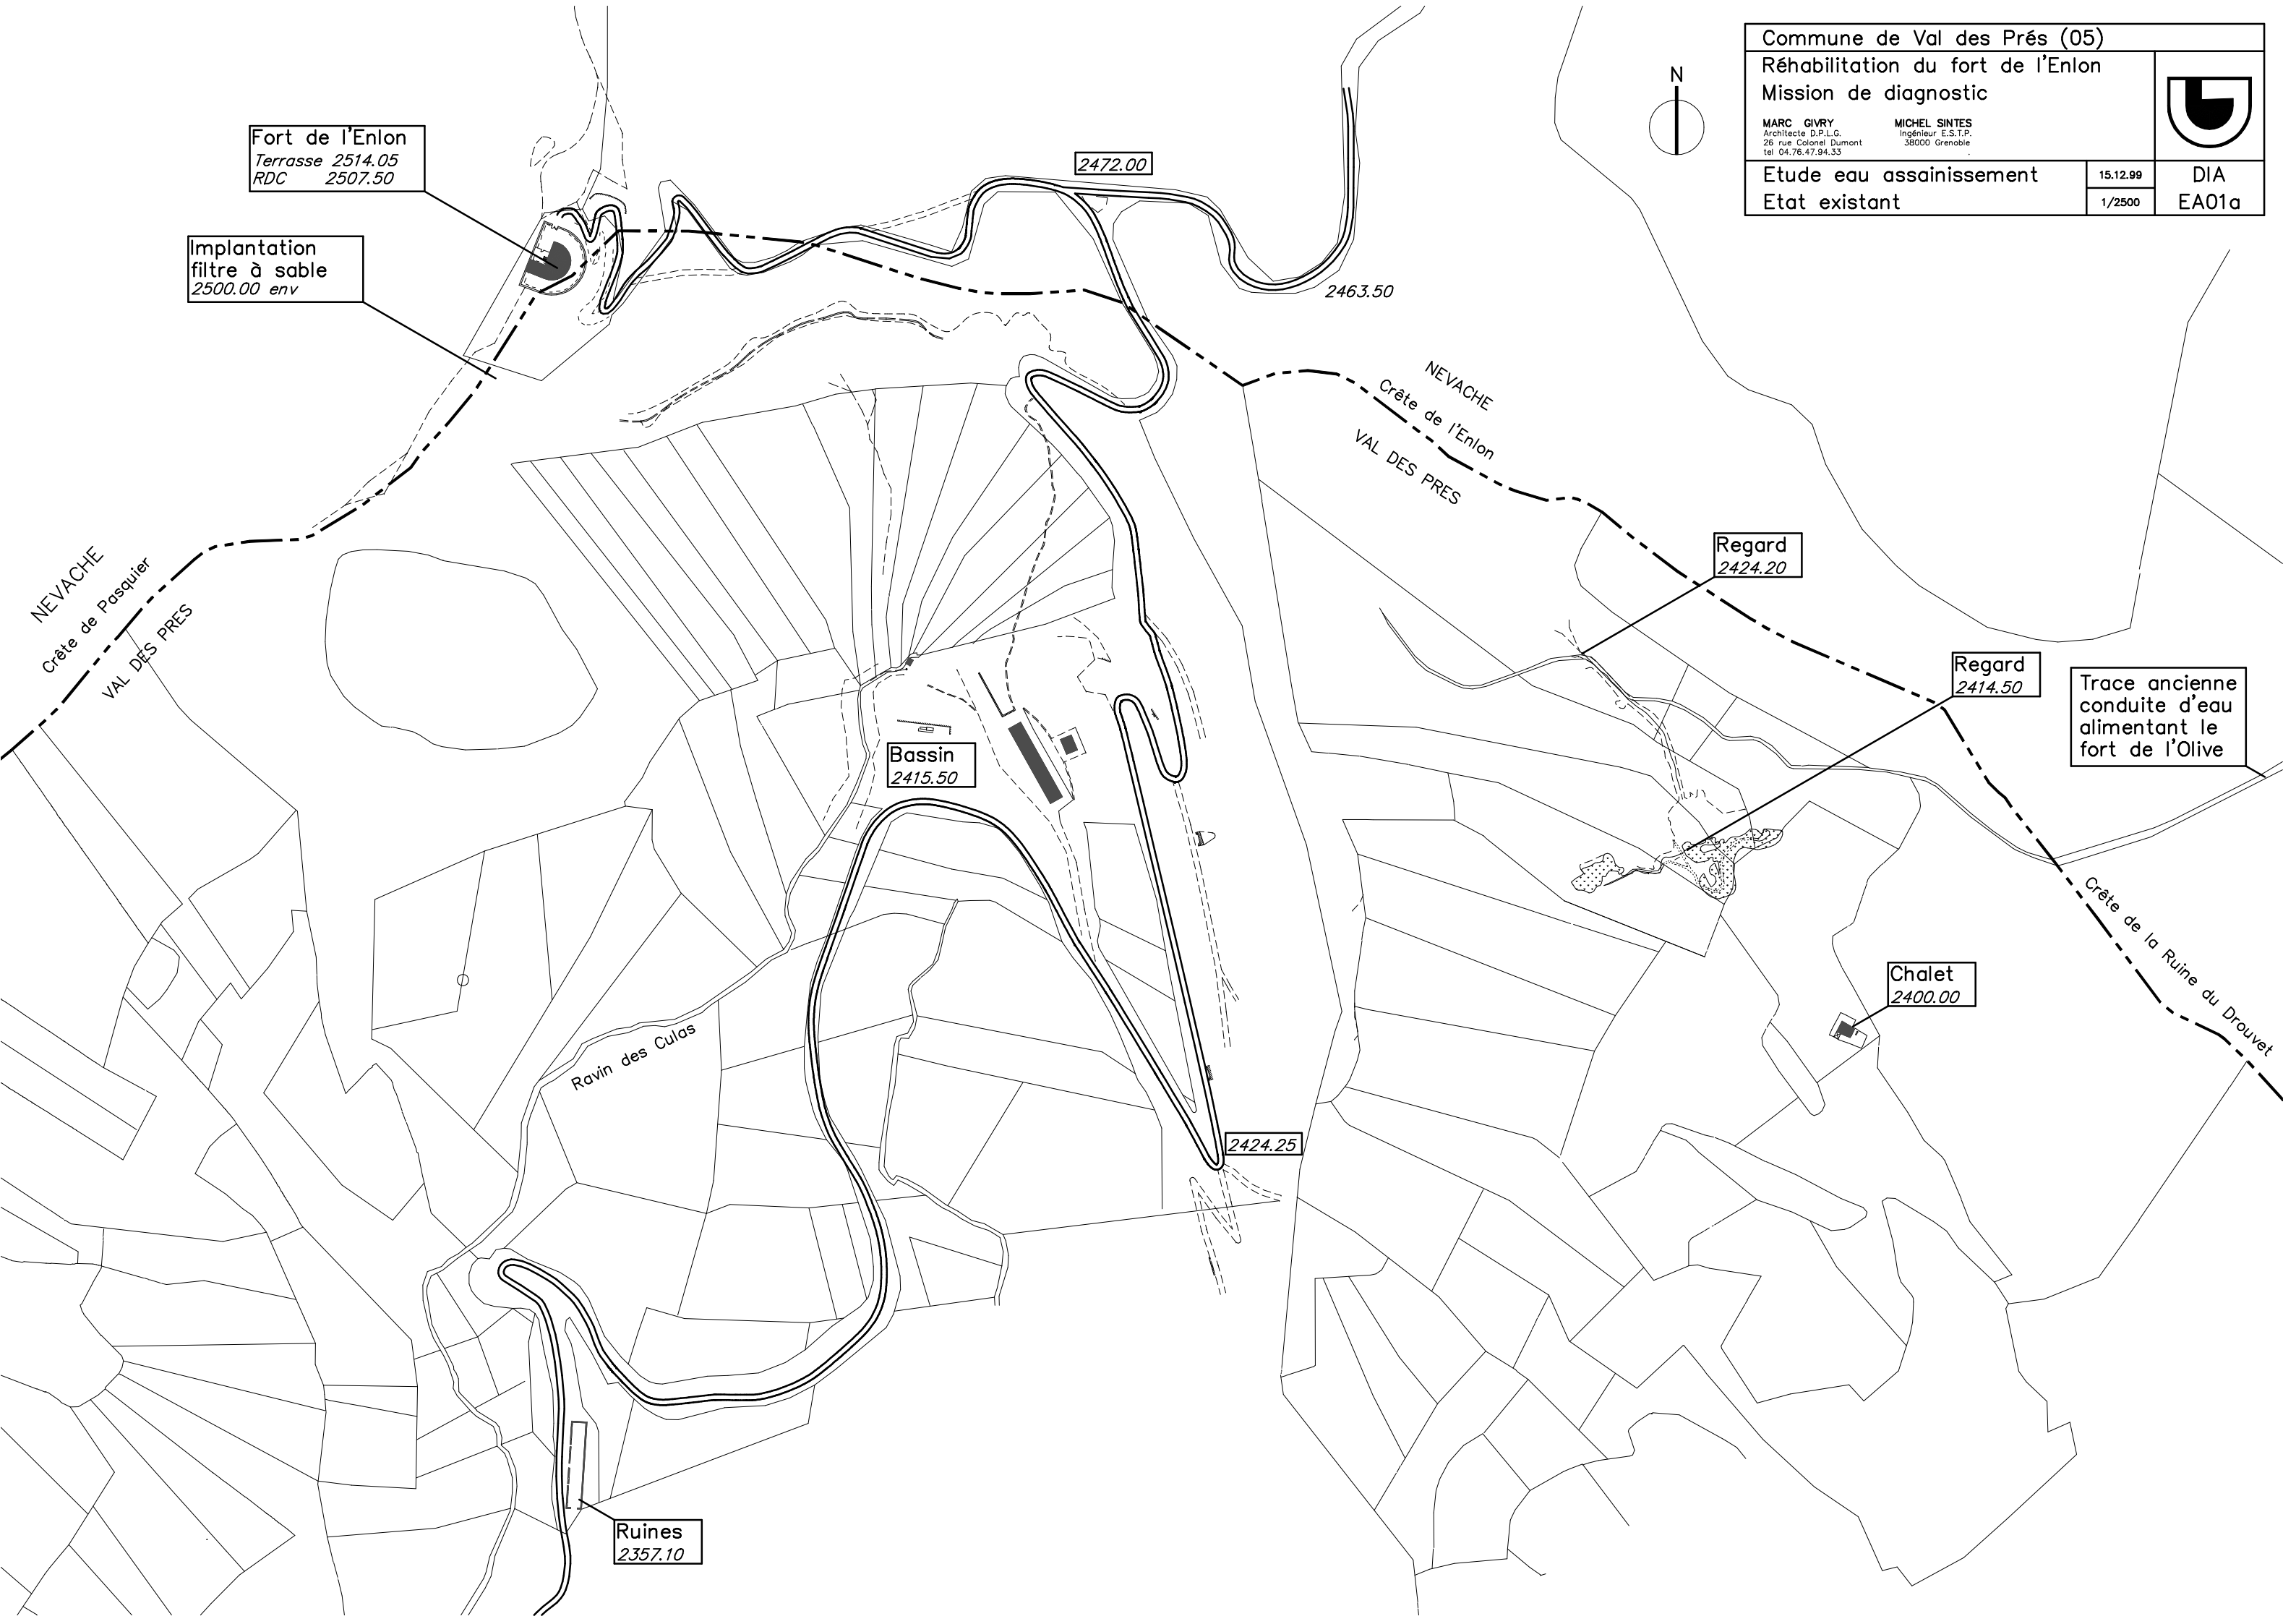 Commune de Val des Prés (05)
Réhabilitation du fort de l'Enlon
Mission de diagnostic
MARC GIVRY
Architecte D.P.L.G.
26 rue Colonel Dumont
tel 04.76.47.94.33
MICHEL SINTES
Ingénieur E.S.T.P.
38000 Grenoble
Etude eau assainissement
Etat existant
15.12.99
1/2500
DIA
EA01a
N
Fort de l'Enlon
Terrasse 2514.05
RDC 2507.50
2472.00
Implantation
filtre à sable
2500.00 env
2463.50
NEVACHE
Crête de l'Enlon
VAL DES PRES
NEVACHE
Crête de Pasquier
VAL DES PRES
Regard
2424.20
Regard
2414.50
Trace ancienne
conduite d'eau
alimentant le
fort de l'Olive
Bassin
2415.50
Crête de la Ruine du Drouvet
Chalet
2400.00
Ravin des Culas
2424.25
Ruines
2357.10